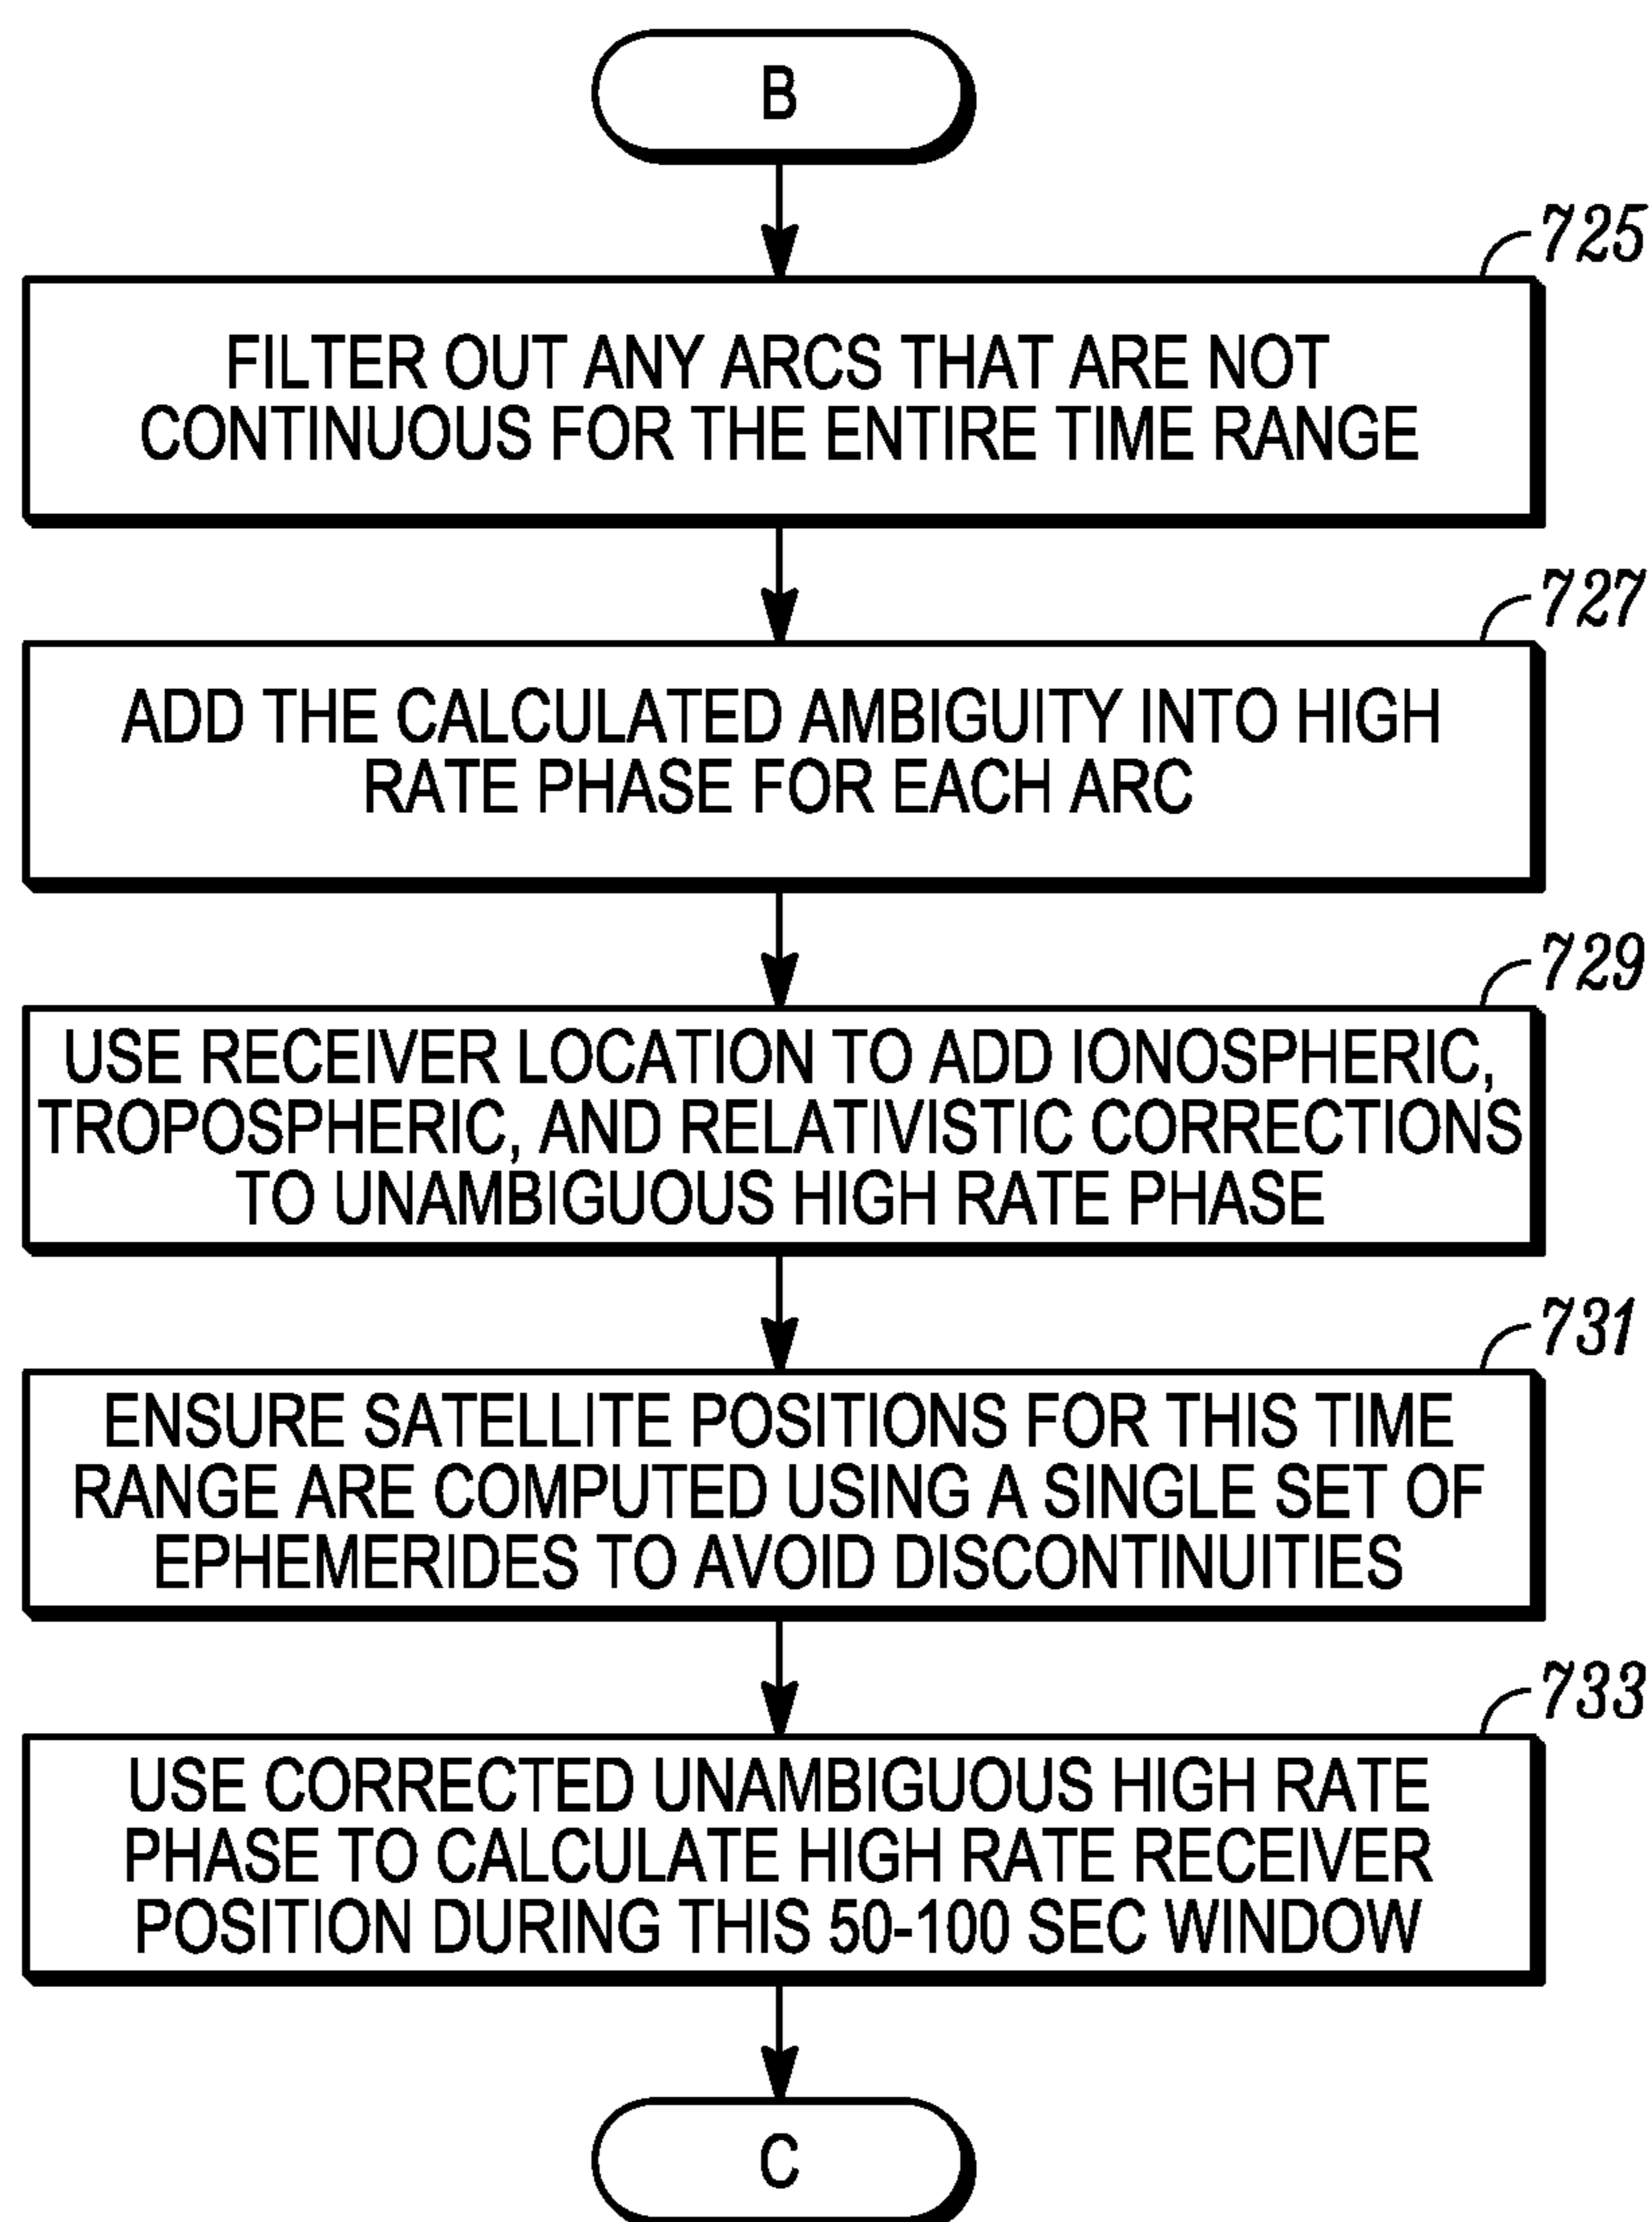 B
725
FILTER OUT ANY ARCS THAT ARE NOT
CONTINUOUS FOR THE ENTIRE TIME RANGE
727
ADD THE CALCULATED AMBIGUITY INTO HIGH
RATE PHASE FOR EACH ARC
729
USE RECEIVER LOCATION TO ADD IONOSPHERIC,
TROPOSPHERIC, AND RELATIVISTIC CORRECTIONS
TO UNAMBIGUOUS HIGH RATE PHASE
731
ENSURE SATELLITE POSITIONS FOR THIS TIME
RANGE ARE COMPUTED USING A SINGLE SET OF
EPHEMERIDES TO AVOID DISCONTINUITIES
733
USE CORRECTED UNAMBIGUOUS HIGH RATE
PHASE TO CALCULATE HIGH RATE RECEIVER
POSITION DURING THIS 50-100 SEC WINDOW
C